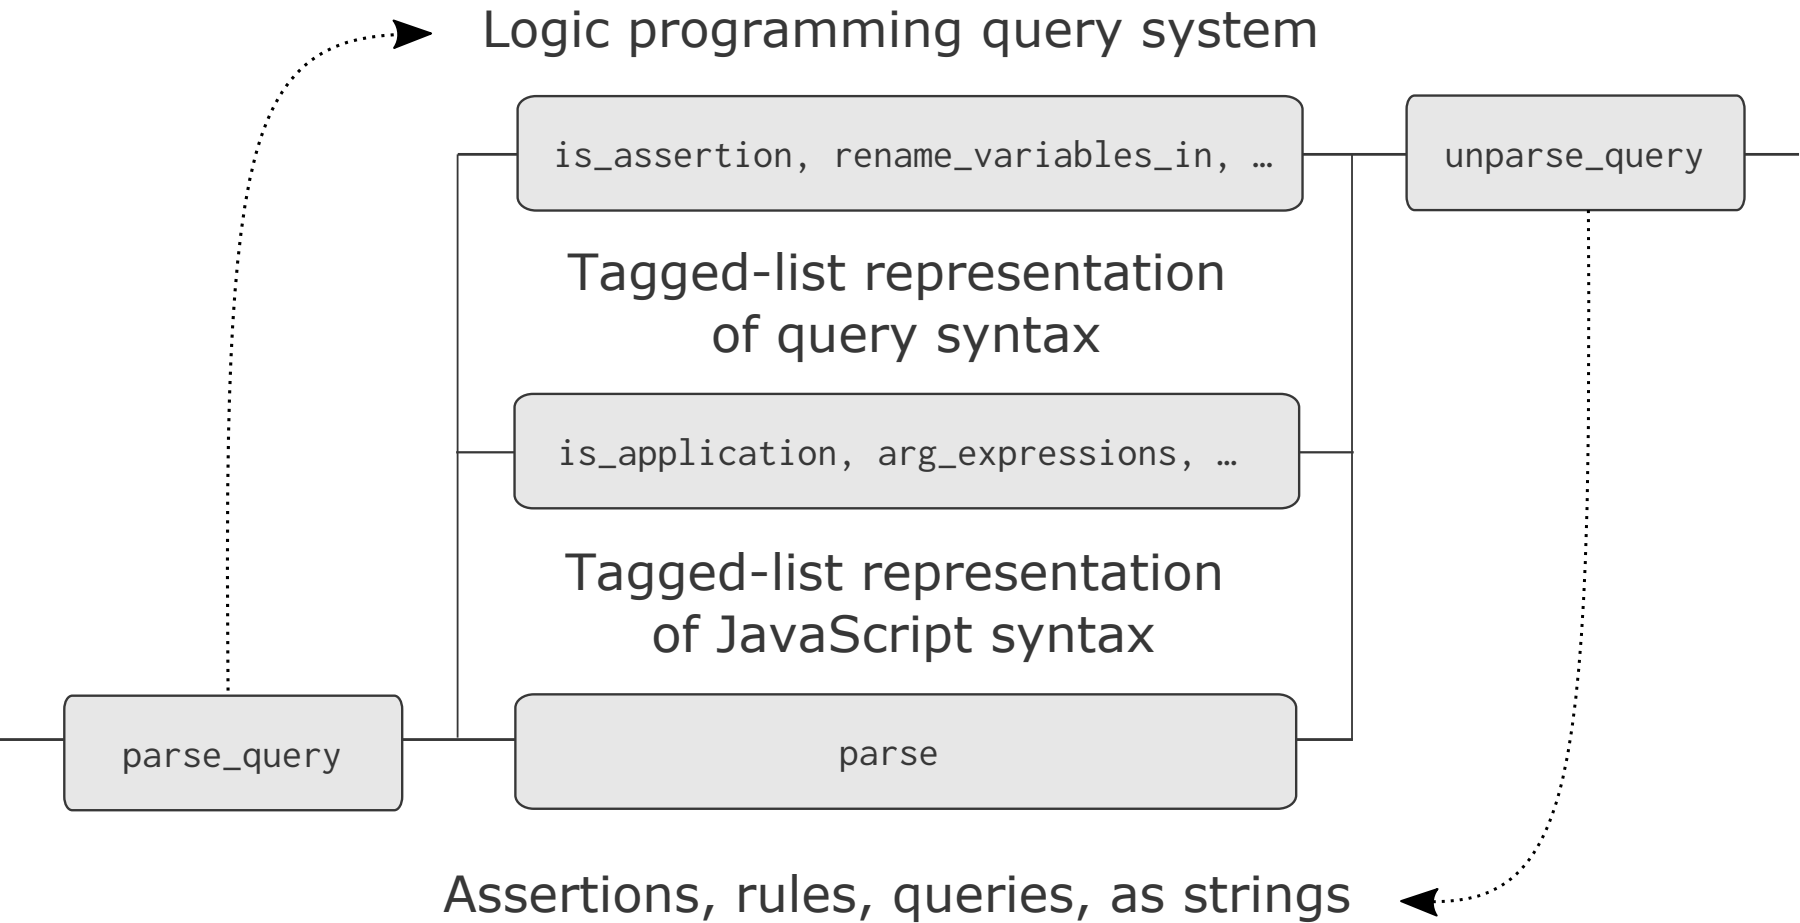 Logic programming query system
is_assertion, rename_variables_in, …
unparse_query
Tagged-list representation
of query syntax
is_application, arg_expressions, …
Tagged-list representation
of JavaScript syntax
parse_query
parse
Assertions, rules, queries, as strings